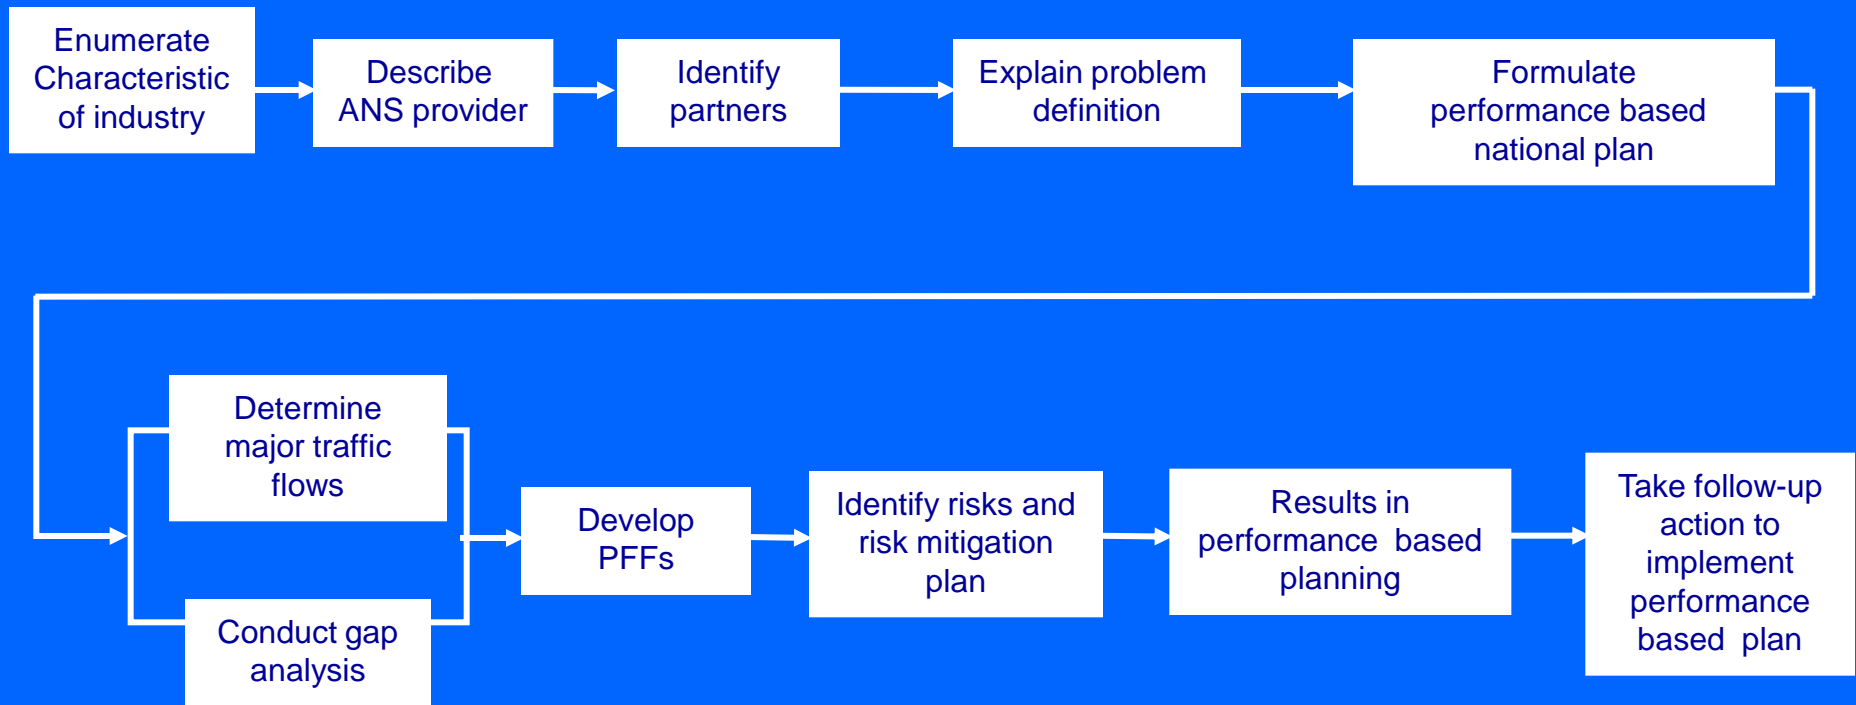 Enumerate
Characteristic
of industry
Describe
ANS provider
Identify
partners
Explain problem
definition
Formulate
performance based
national plan
Determine
major traffic
flows
Conduct gap
analysis
Develop
PFFs
Identify risks and
risk mitigation
plan
Results in
performance based
planning
Take follow-up
action to
implement
performance
based plan